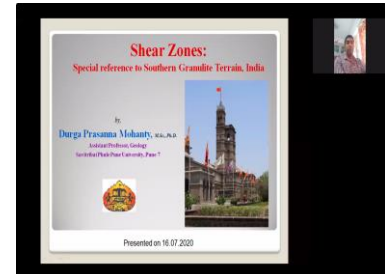 Shear Zones:
Special reference to Southern Granulite Terrain, India
by,
Durga Prasanna Mohanty, M.Sc., Ph.D.
Assistant Professor, Geology
Savitribai Phule Pune University, Pune 7
Presented on 16.07.2020